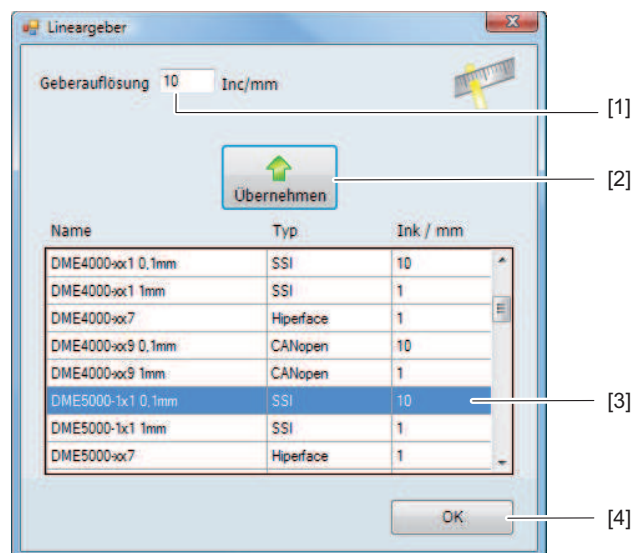 Lineargeber
Geberauflösung 10 Inc/mm
[1]
Übernehmen
[2]
Name Typ Ink / mm
DME4000-xx1 0,1mm SSI 10
DME4000-xx1 1mm SSI 1
DME4000-xx7 Hiperface 1
DME4000-xx9 0,1mm CANopen 10
DME4000-xx9 1mm CANopen 1
DME5000-1x1 0,1mm SSI 10
[3]
DME5000-1x1 1mm SSI 1
DME5000-xx7 Hiperface 1
OK
[4]